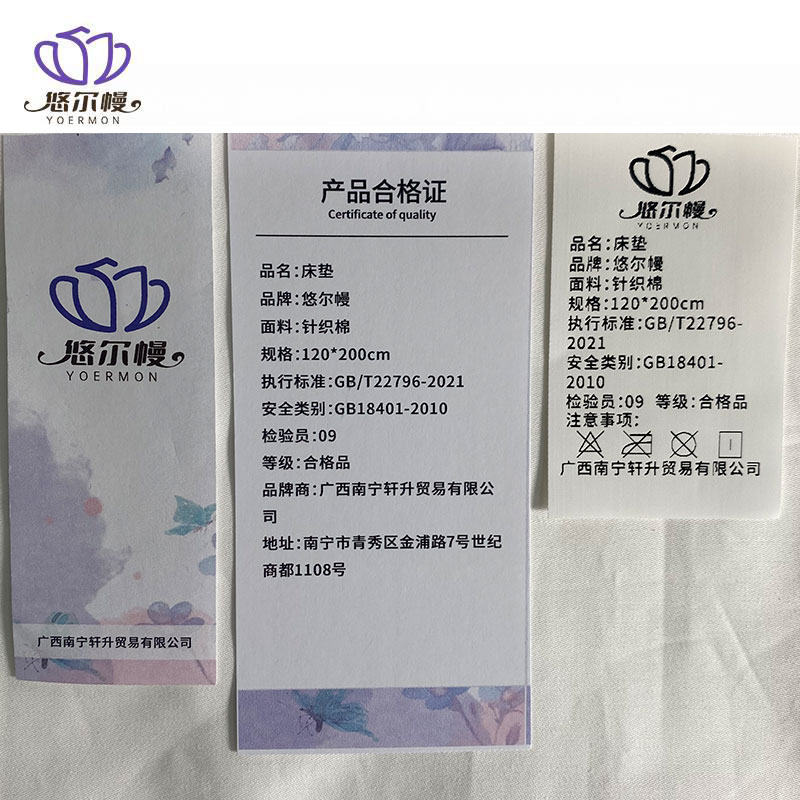 悠尔幔
YOERMON
悠尔幔
YOERMON
广西南宁轩升贸易有限公司
产品合格证
Certificate of quality
品名:床垫
品牌:悠尔幔
面料:针织棉
规格:120*200cm
执行标准:GB/T22796-2021
安全类别:GB18401-2010
检验员:09
等级:合格品
品牌商:广西南宁轩升贸易有限公
司
地址:南宁市青秀区金浦路7号世纪
商都1108号
悠尔幔
YOERMON
品名:床垫
品牌:悠尔幔
面料:针织棉
规格:120*200cm
执行标准:GB/T22796-
2021
安全类别:GB18401-
2010
检验员:09 等级:合格品
注意事项:
广西南宁轩升贸易有限公司